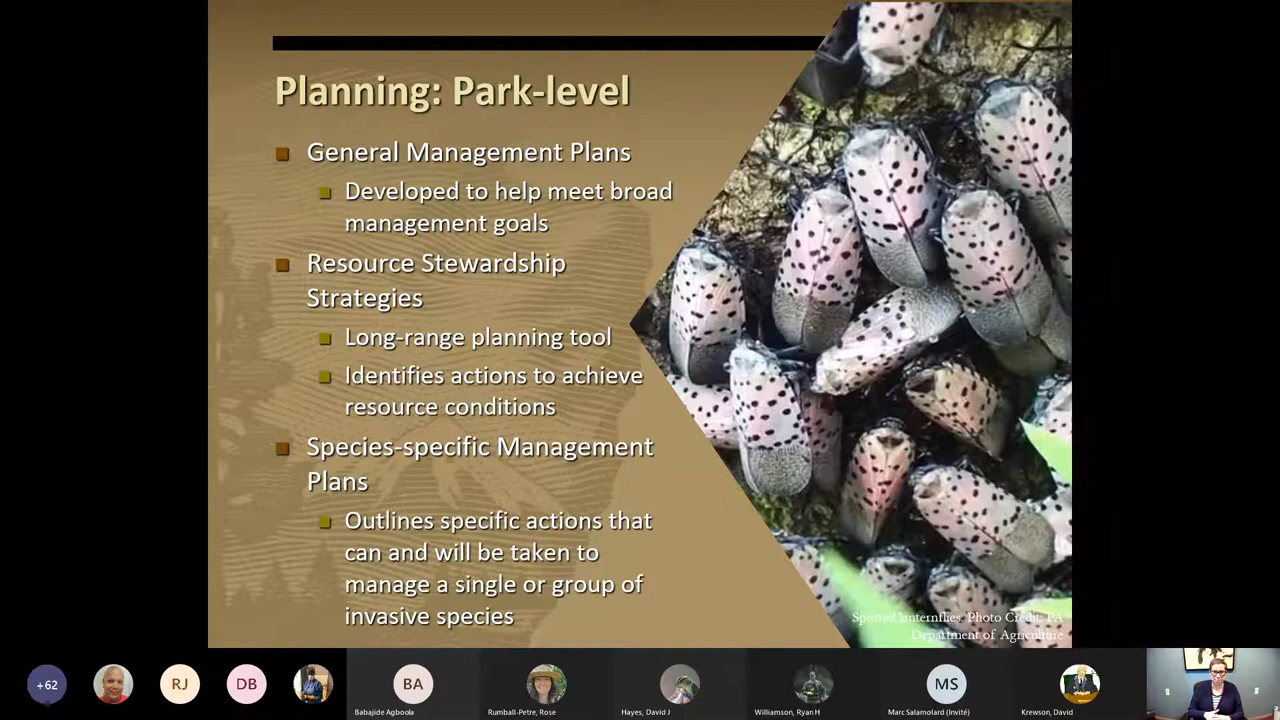 Planning: Park-level
General Management Plans
Developed to help meet broad
management goals
Resource Stewardship
Strategies
Long-range planning tool
Identifies actions to achieve
resource conditions
Species-specific Management
Plans
Outlines specific actions that
can and will be taken to
manage a single or group of
invasive species
Spotted lanternflies. Photo Credit: PA
Department of Agriculture
+62
RJ
DB
BA
MS
Babajide Agboola
Rumball-Petre, Rose
Hayes, David J
Williamson, Ryan H
Marc Salamolard (Invité)
Krewson, David